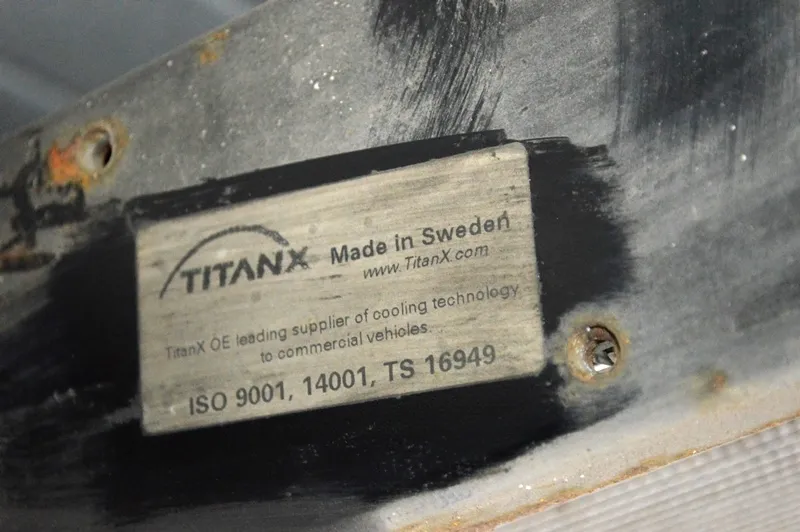 TITANX Made in Sweden
www.TitanX.com
TitanX OE leading supplier of cooling technology
to commercial vehicles
ISO 9001, 14001, TS 16949